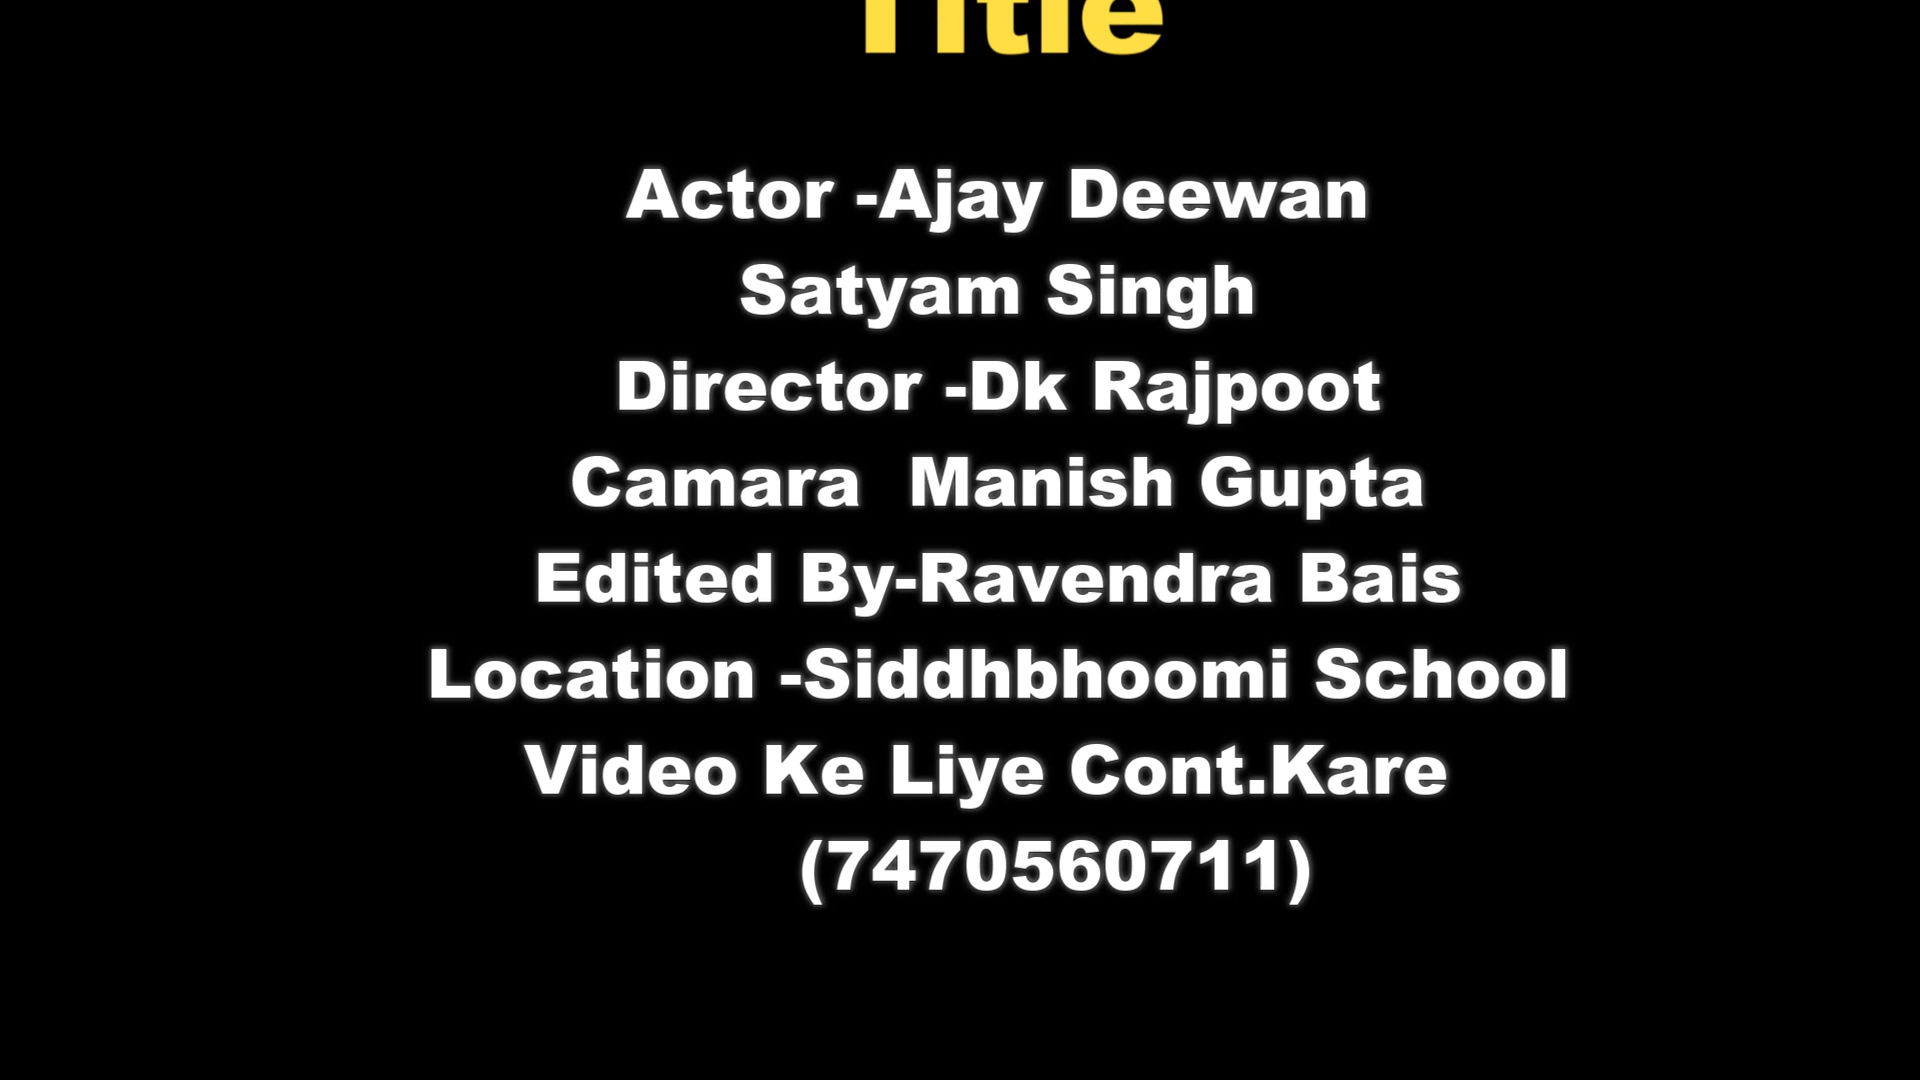 Title
Actor -Ajay Deewan
Satyam Singh
Director -Dk Rajpoot
Camara  Manish Gupta
Edited By-Ravendra Bais
Location -Siddhbhoomi School
Video Ke Liye Cont.Kare
(7470560711)